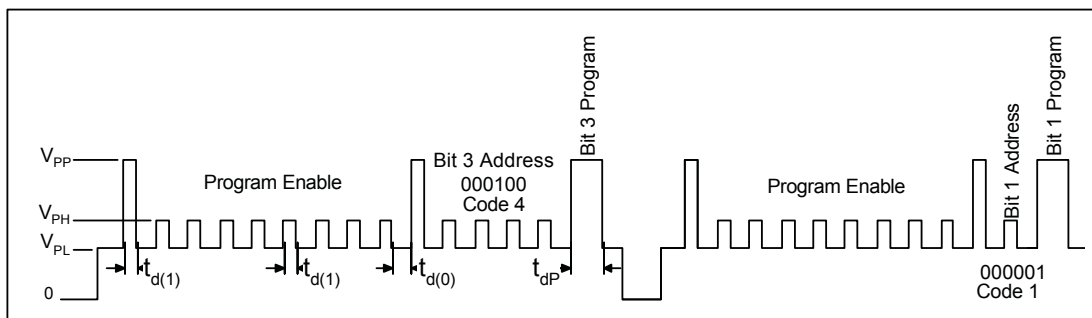 V_PP
V_PH
V_PL
0
Program Enable
t_d(1)
t_d(1)
t_d(0)
Bit 3 Address
000100
Code 4
Bit 3 Program
t_dP
Program Enable
Bit 1 Address
000001
Code 1
Bit 1 Program